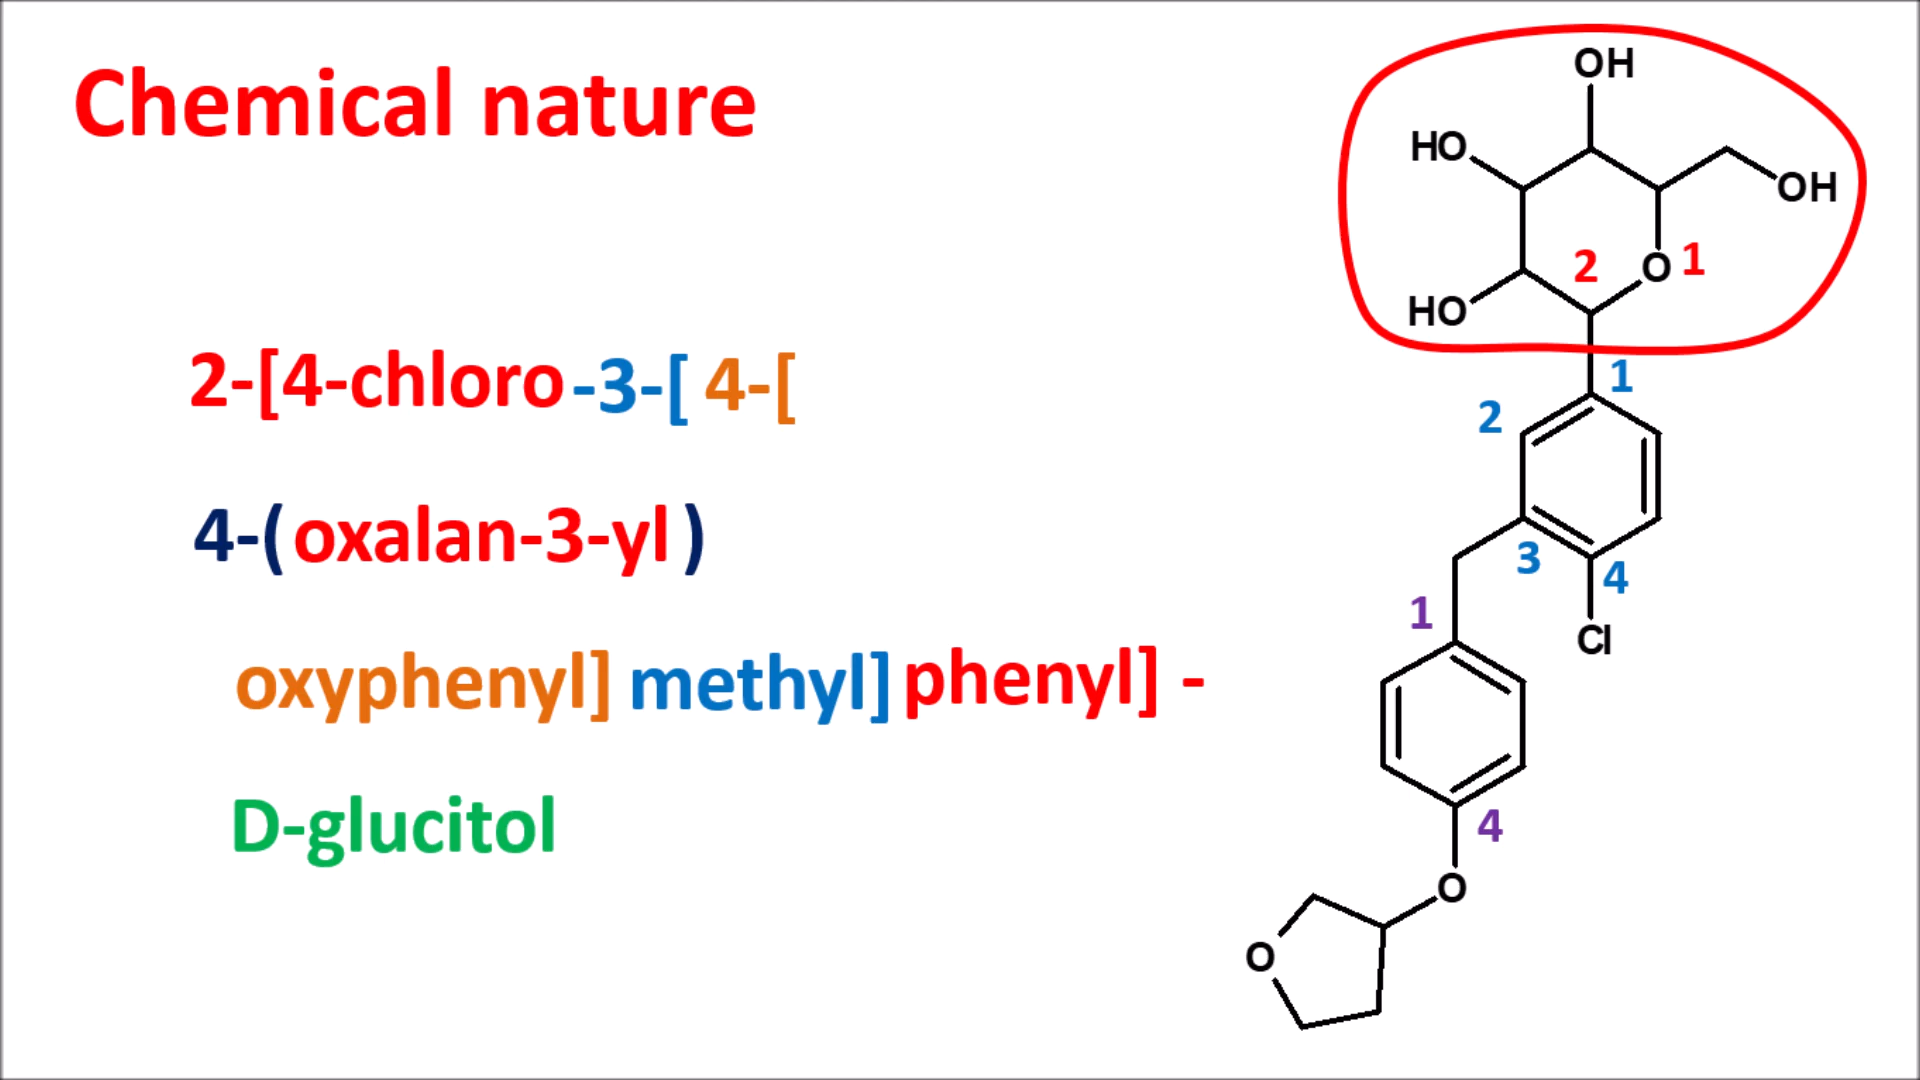 Chemical nature
2-[4-chloro-3-[ 4-[
4-(oxalan-3-yl)
oxyphenyl] methyl] phenyl] -
D-glucitol
OH
HO
OH
2 O 1
HO
1
2
3
4
1
Cl
4
O
O